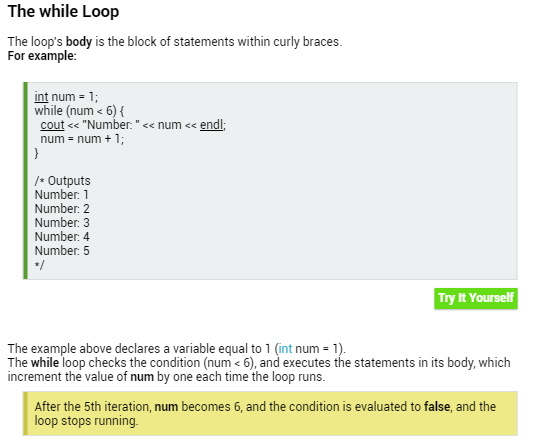 The while Loop
The loop's body is the block of statements within curly braces.
For example:
int num = 1;
while (num < 6) {
cout << "Number: " << num << endl;
num = num + 1;
}
/* Outputs
Number: 1
Number: 2
Number: 3
Number: 4
Number: 5
*/
Try It Yourself
The example above declares a variable equal to 1 (int num = 1).
The while loop checks the condition (num < 6), and executes the statements in its body, which
increment the value of num by one each time the loop runs.
After the 5th iteration, num becomes 6, and the condition is evaluated to false, and the
loop stops running.